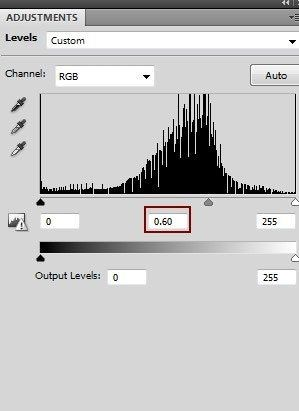 ADJUSTMENTS
Levels Custom
Channel: RGB Auto
0 0.60 255
Output Levels: 0 255